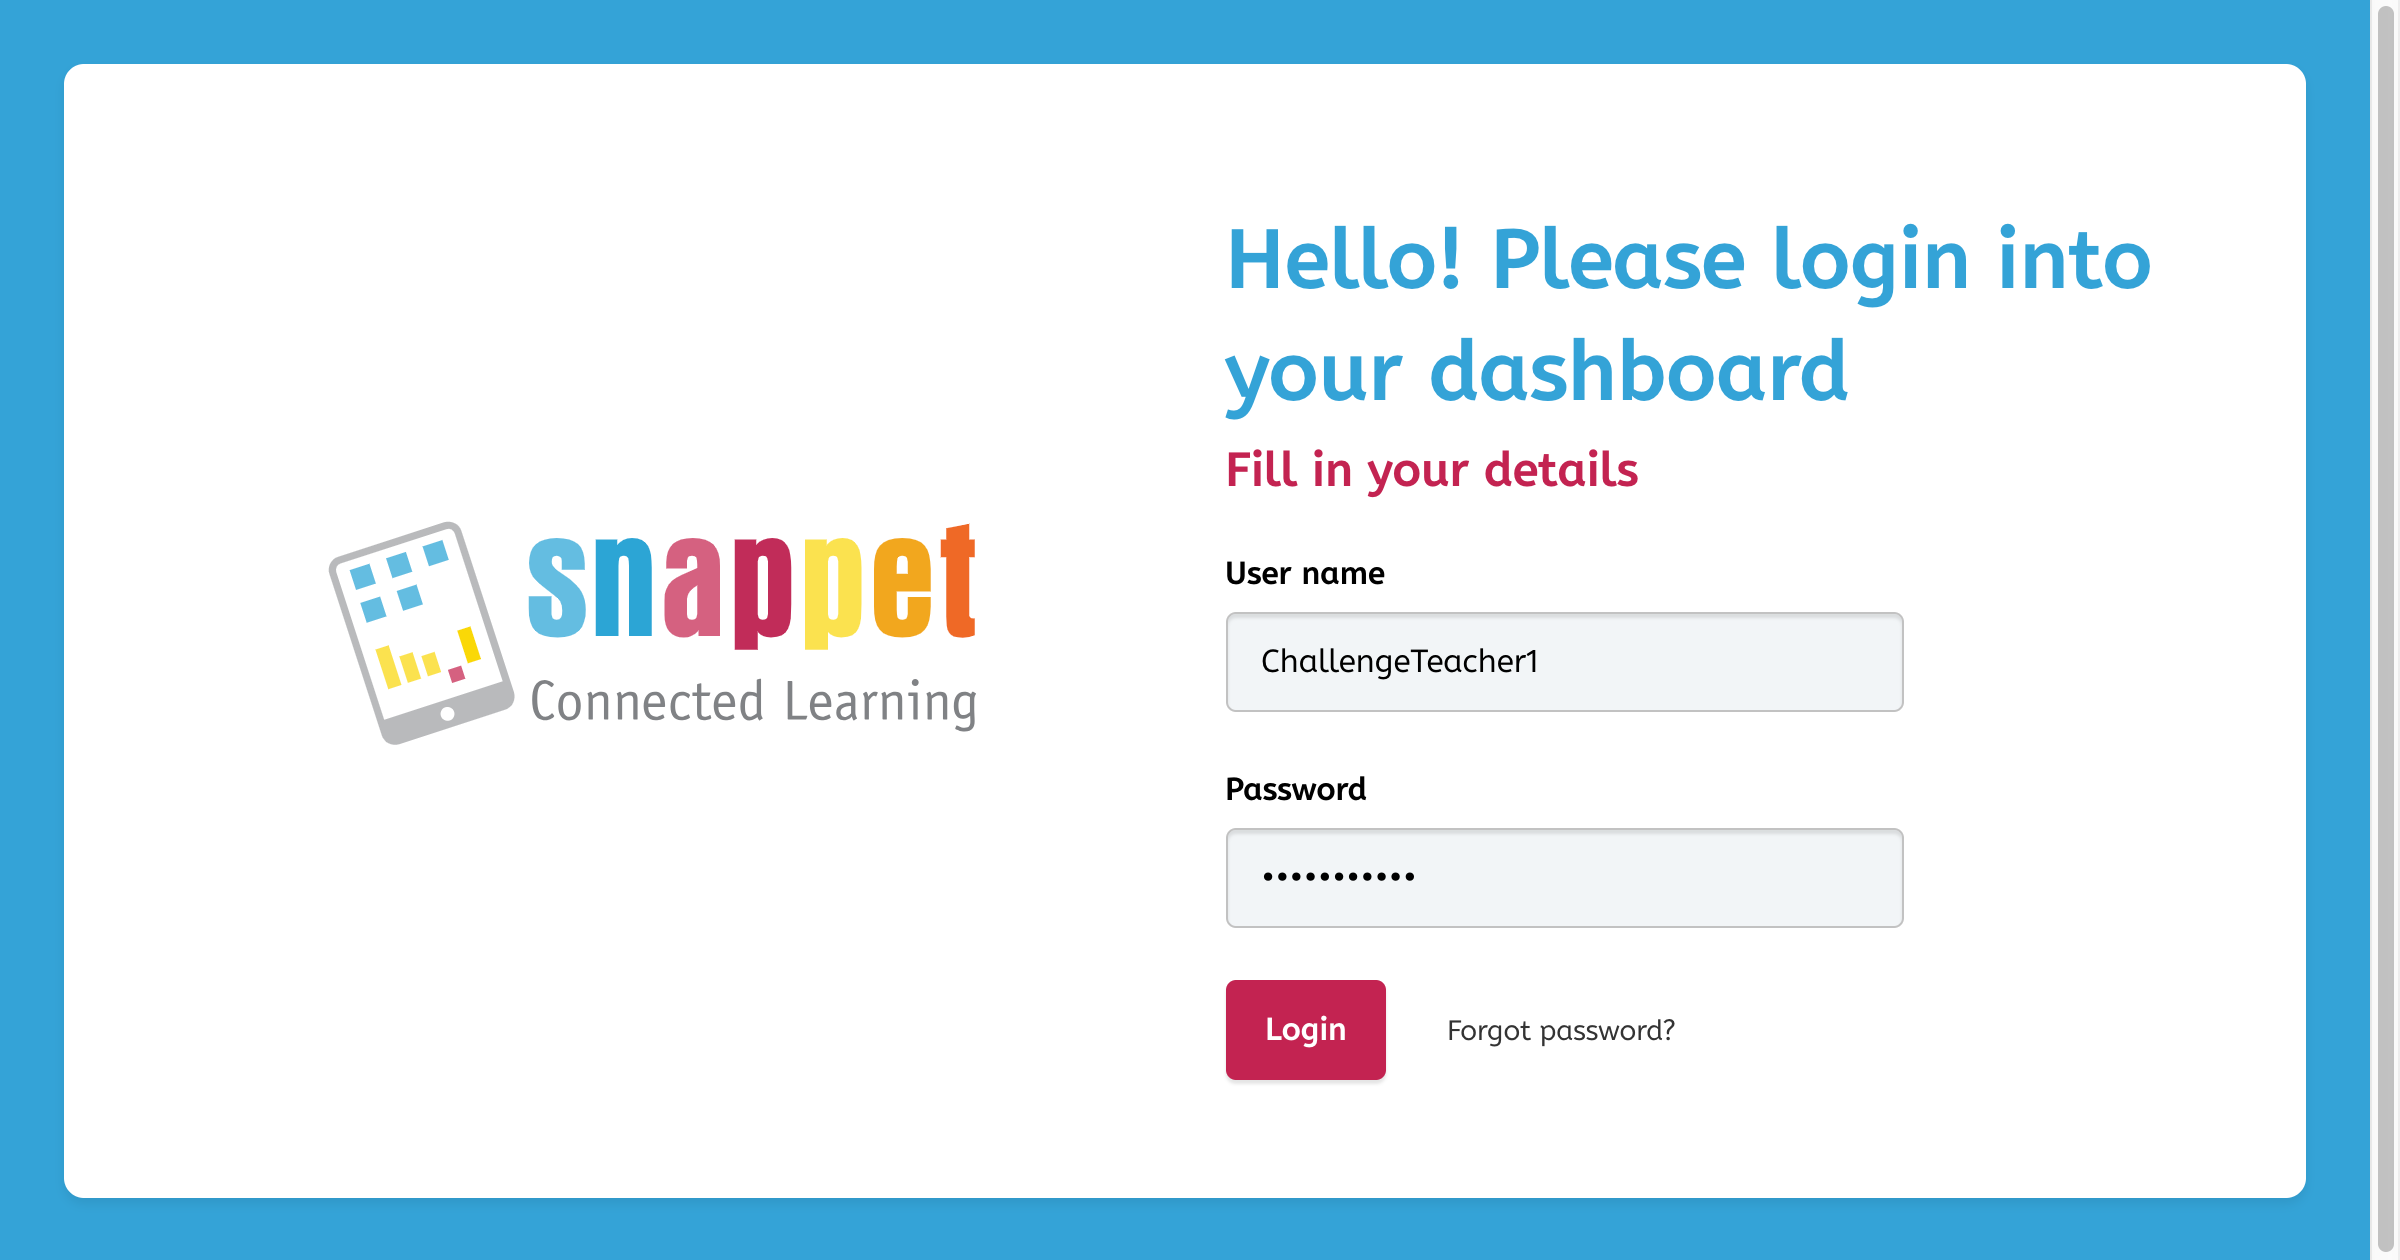 snappet
Connected Learning
Hello! Please login into
your dashboard
Fill in your details
User name
ChallengeTeacher1
Password
•••••••••••
Login
Forgot password?